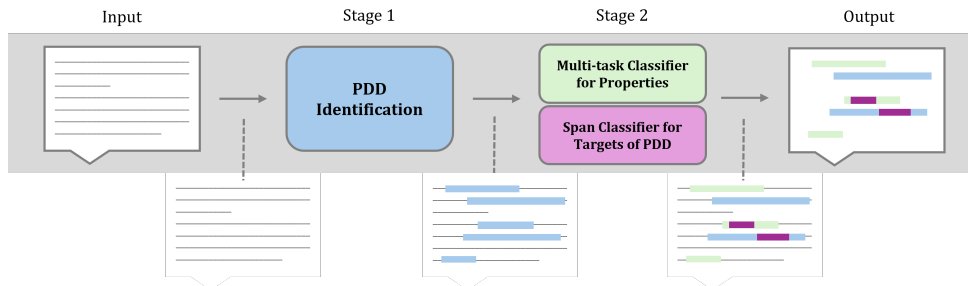 Input
Stage 1
Stage 2
Output
PDD
Identification
Multi-task Classifier
for Properties
Span Classifier for
Targets of PDD